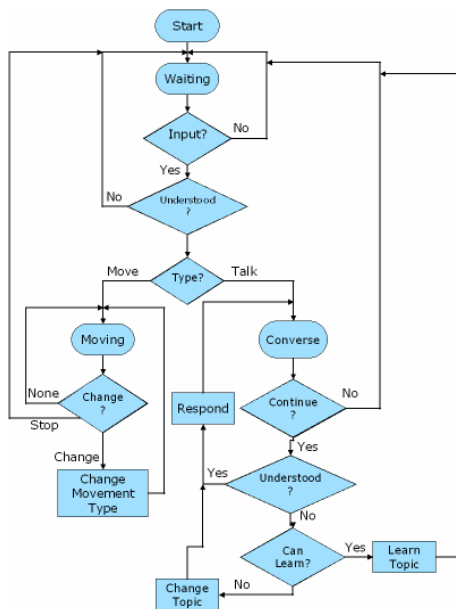 Start
Waiting
Input?
No
Yes
No
Understood
?
Move
Type?
Talk
Moving
Converse
None
Change
?
Respond
Continue
?
No
Stop
Yes
Change
Change
Movement
Type
Yes
Understood
?
No
Can
Learn?
Yes
Learn
Topic
Change
Topic
No